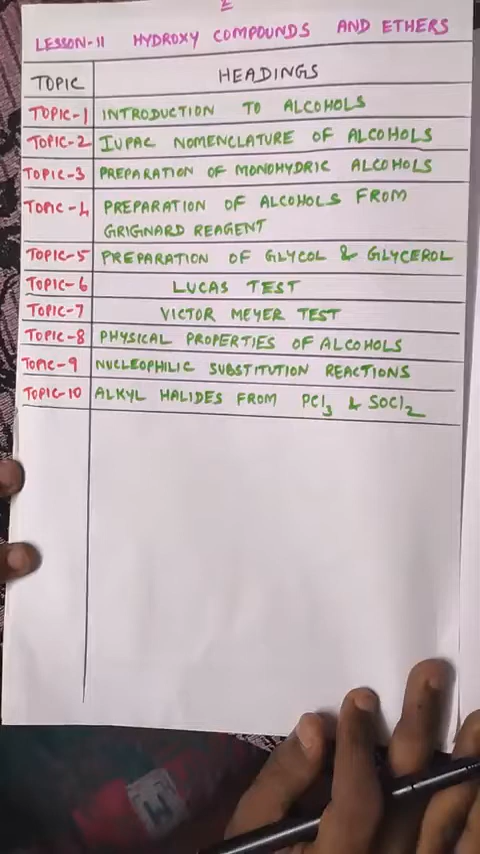 LESSON-11 HYDROXY COMPOUNDS AND ETHERS
TOPIC HEADINGS
TOPIC-1 INTRODUCTION TO ALCOHOLS
TOPIC-2 IUPAC NOMENCLATURE OF ALCOHOLS
TOPIC-3 PREPARATION OF MONOHYDRIC ALCOHOLS
TOPIC-4 PREPARATION OF ALCOHOLS FROM
GRIGNARD REAGENT
TOPIC-5 PREPARATION OF GLYCOL & GLYCEROL
TOPIC-6 LUCAS TEST
TOPIC-7 VICTOR MEYER TEST
TOPIC-8 PHYSICAL PROPERTIES OF ALCOHOLS
TOPIC-9 NUCLEOPHILIC SUBSTITUTION REACTIONS
TOPIC-10 ALKYL HALIDES FROM PCl₃ & SOCl₂